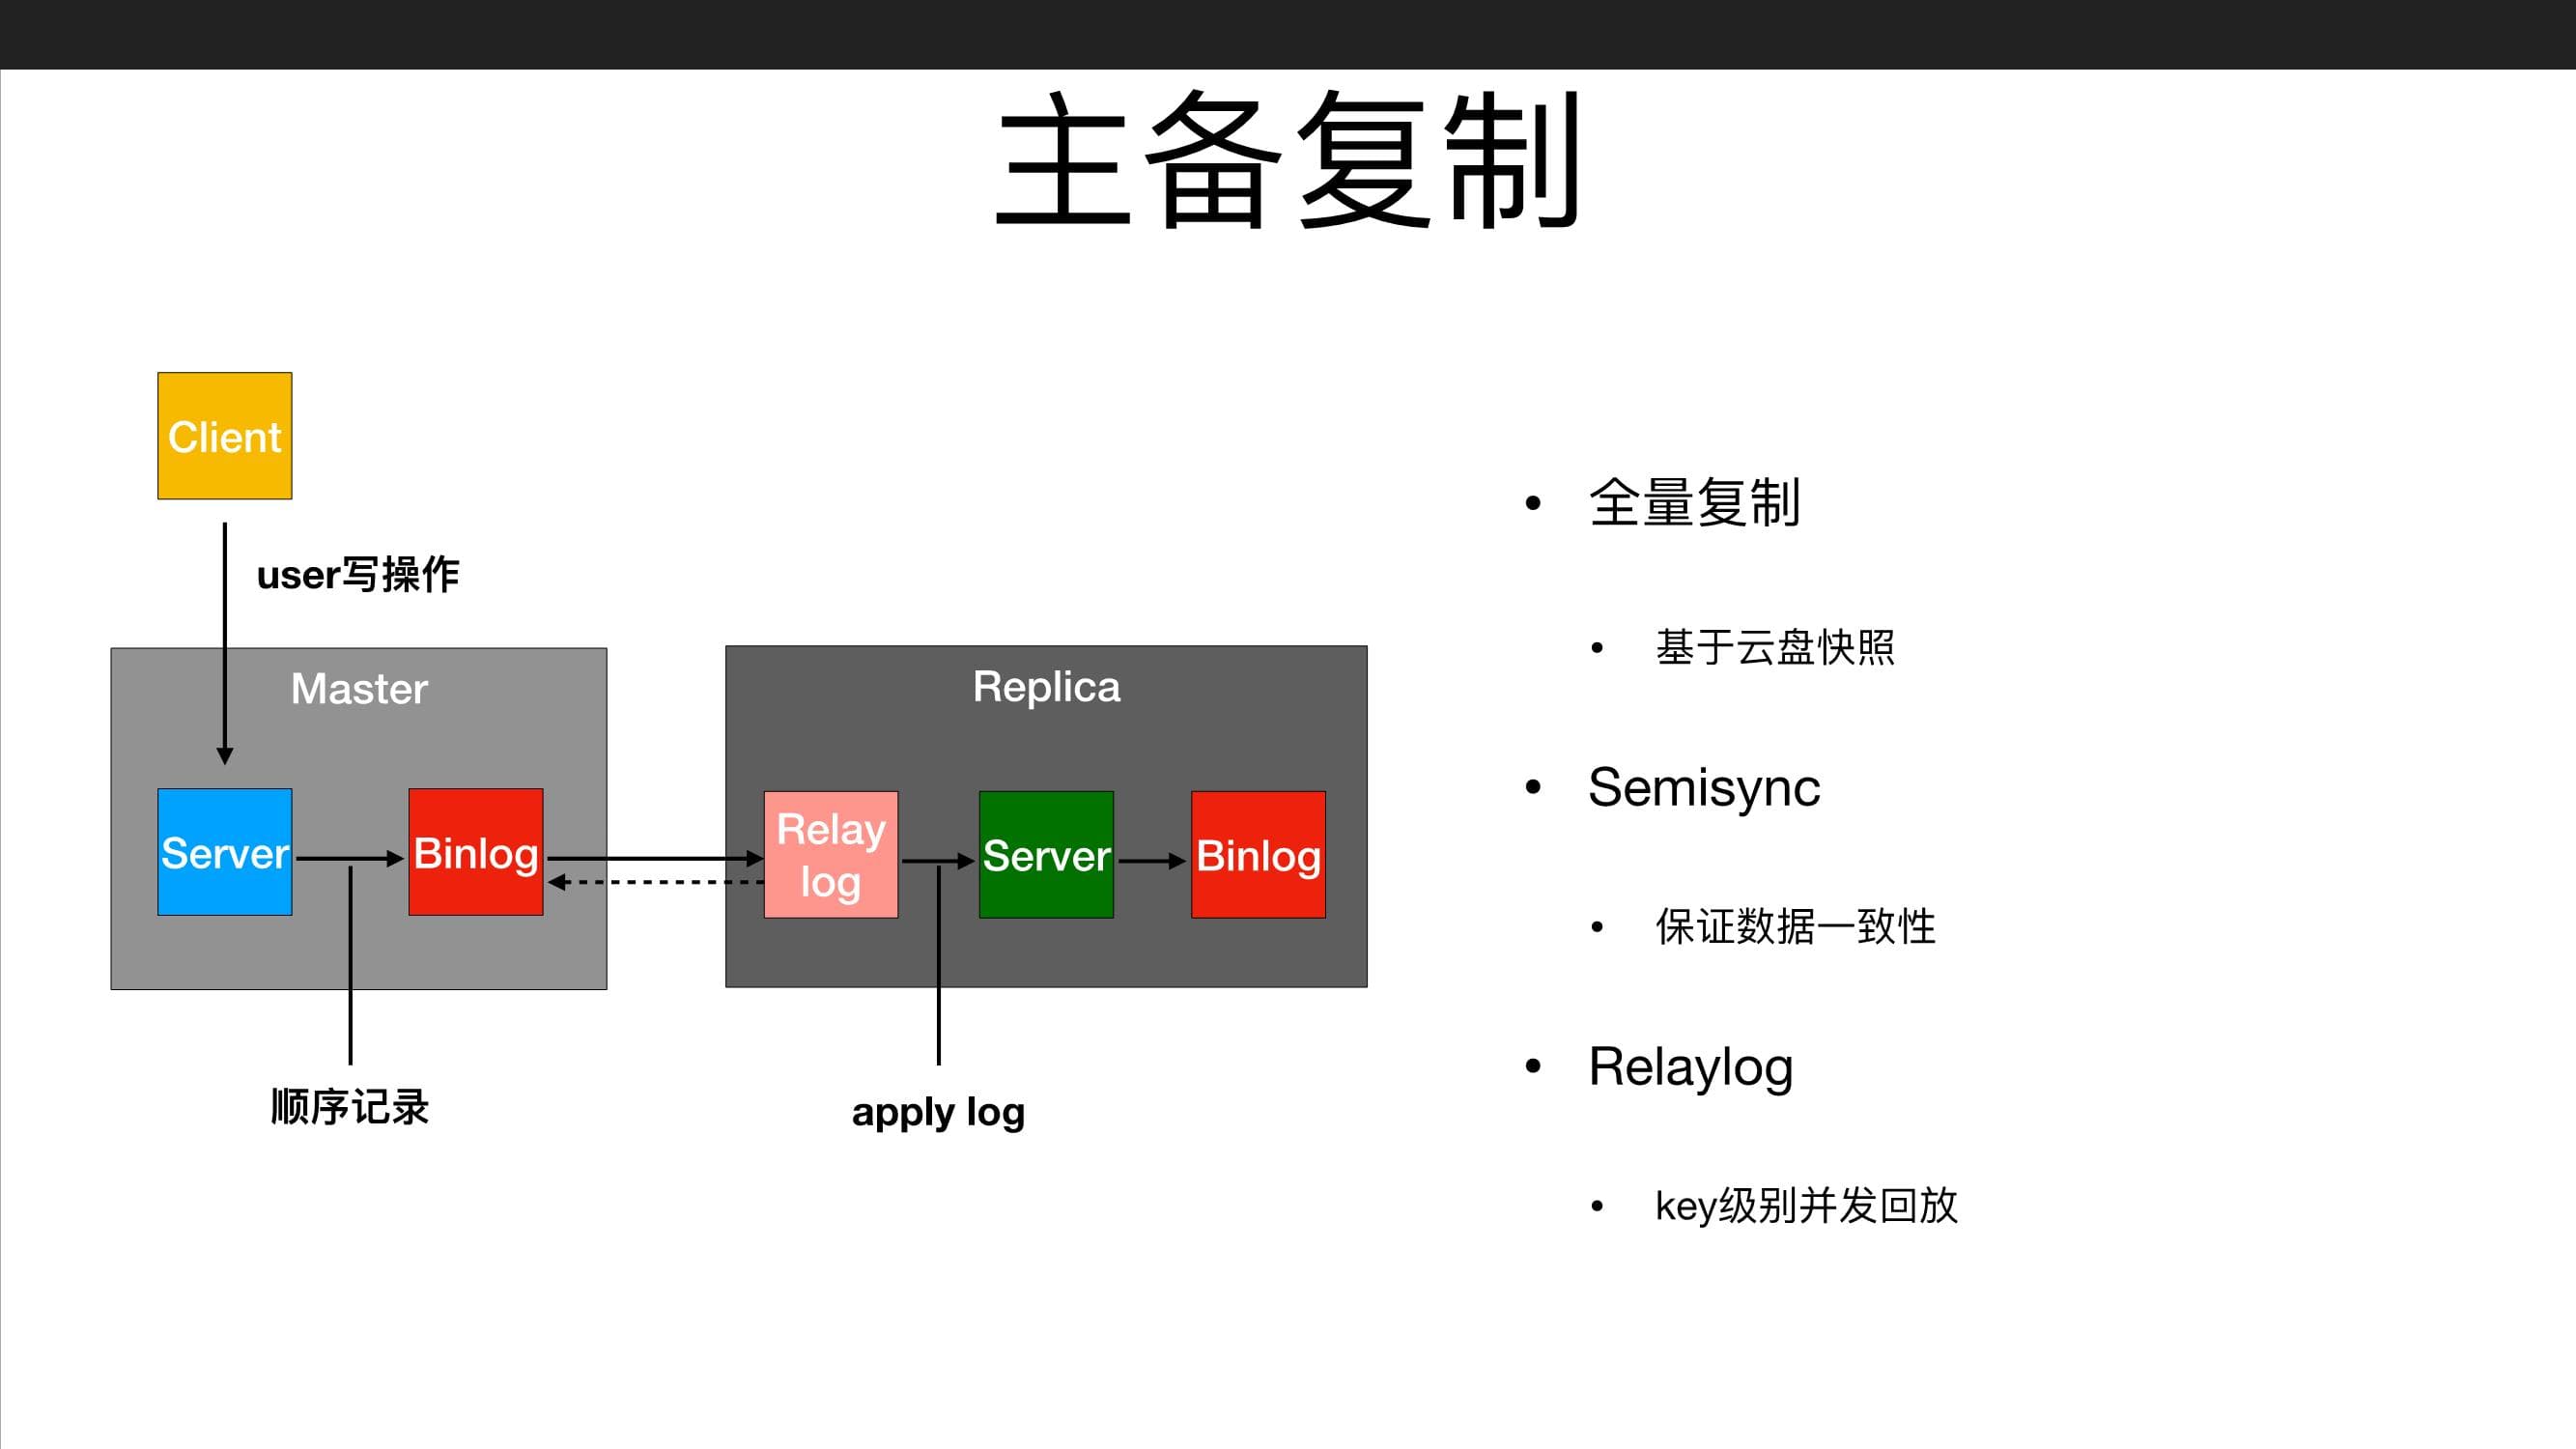 主备复制
Client
user写操作
Master
Server
Binlog
顺序记录
Replica
Relay
log
Server
Binlog
apply log
• 全量复制
• 基于云盘快照
• Semisync
• 保证数据一致性
• Relaylog
• key级别并发回放